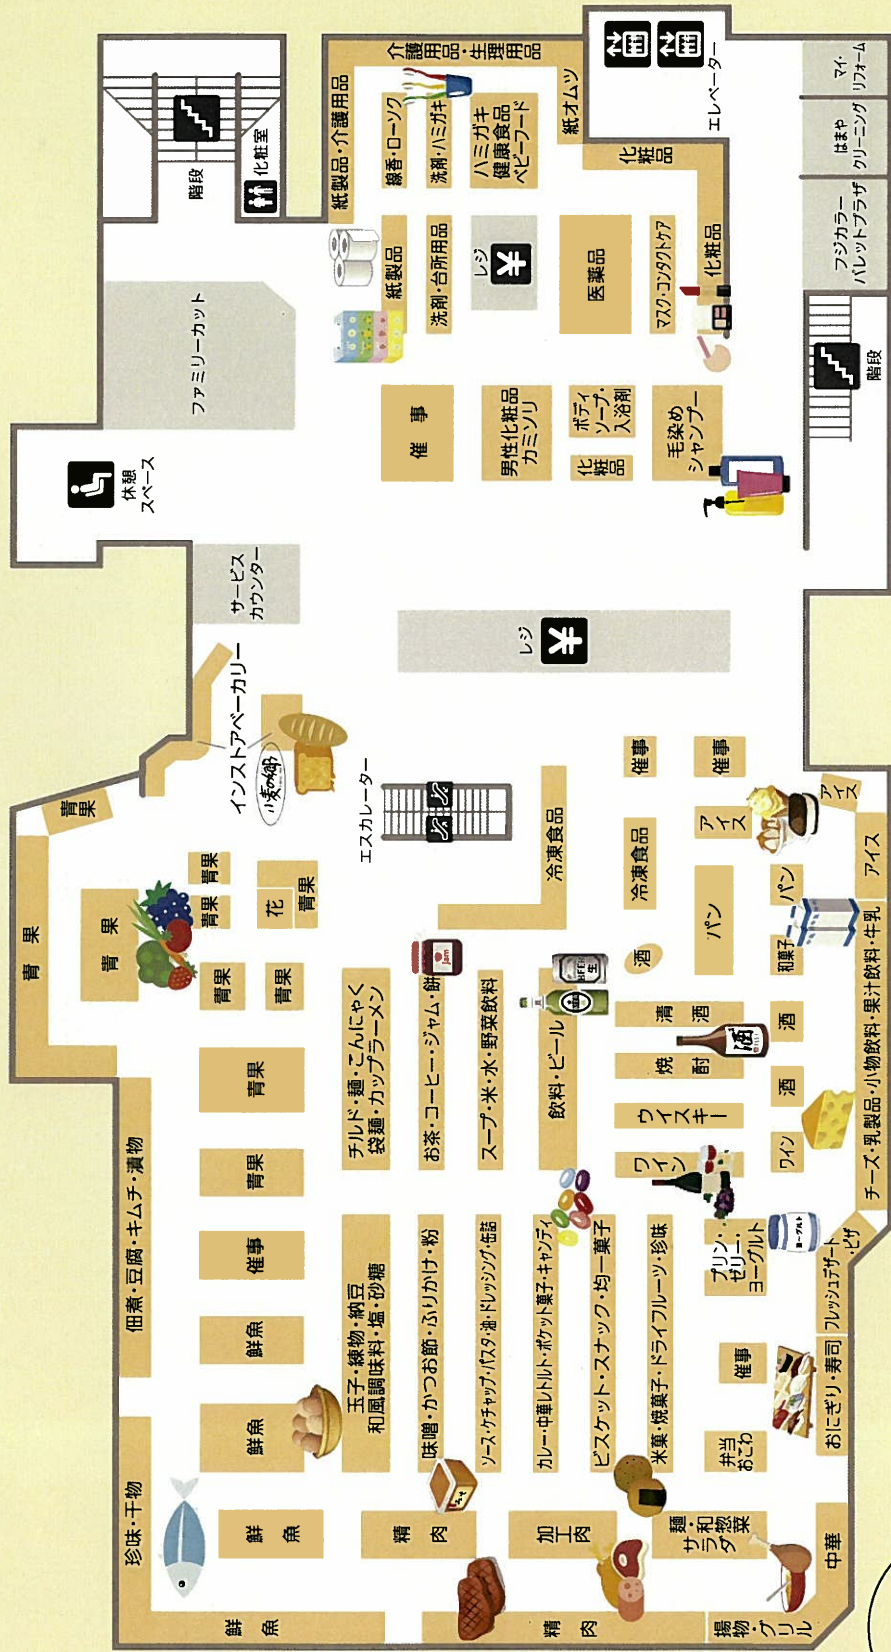 珍味・干物
佃煮・豆腐・キムチ・漬物
青 果
青果
鮮魚
鮮 魚
鮮魚
鮮魚
催事
青果
青果
青 果
青果
青果
青果
青果
花
青果
インストアベーカリー
小麦の郷
サービス
カウンター
休憩
スペース
ファミリーカット
階段
化粧室
精肉
精 肉
加工肉
麺・和惣菜
サラダ
揚物・グリル
中華
玉子・練物・納豆
和風調味料・塩・砂糖
チルド・麺・こんにゃく
袋麺・カップラーメン
味噌・かつお節・ふりかけ・粉
お茶・コーヒー・ジャム・餅
Jam
ソース・ケチャップ・パスタ・油・ドレッシング・缶詰
スープ・米・水・野菜飲料
カレー・中華レトルト・ポケット菓子・キャンディ
飲料・ビール
BEER
生
ビスケット・スナック・均一菓子
米菓・焼菓子・ドライフルーツ・珍味
ワイン
ウイスキー
焼 酎
清 酒
酒
酒
エスカレーター
冷凍食品
冷凍食品
催事
催事
アイス
パン
弁当
おこわ
催事
プリン・
ゼリー・
ヨーグルト
ヨーグルト
ワイン
酒
酒
和菓子
パン
アイス
おにぎり・寿司
フレッシュデザート
・ピザ
チーズ・乳製品・小物飲料・果汁飲料・牛乳
アイス
レジ
¥
催 事
男性化粧品
カミソリ
化粧品
ボディ
ソープ・
入浴剤
毛染め
シャンプー
紙製品・介護用品
介護用品・生理用品
紙製品
線香・ローソク
洗剤・台所用品
洗剤・ハミガキ
レジ
¥
ハミガキ
健康食品
ベビーフード
紙オムツ
医薬品
マスク・コンタクトケア
化粧品
化粧品
エレベーター
階段
フジカラー
パレットプラザ
はまや
クリーニング
マイ・
リフォーム